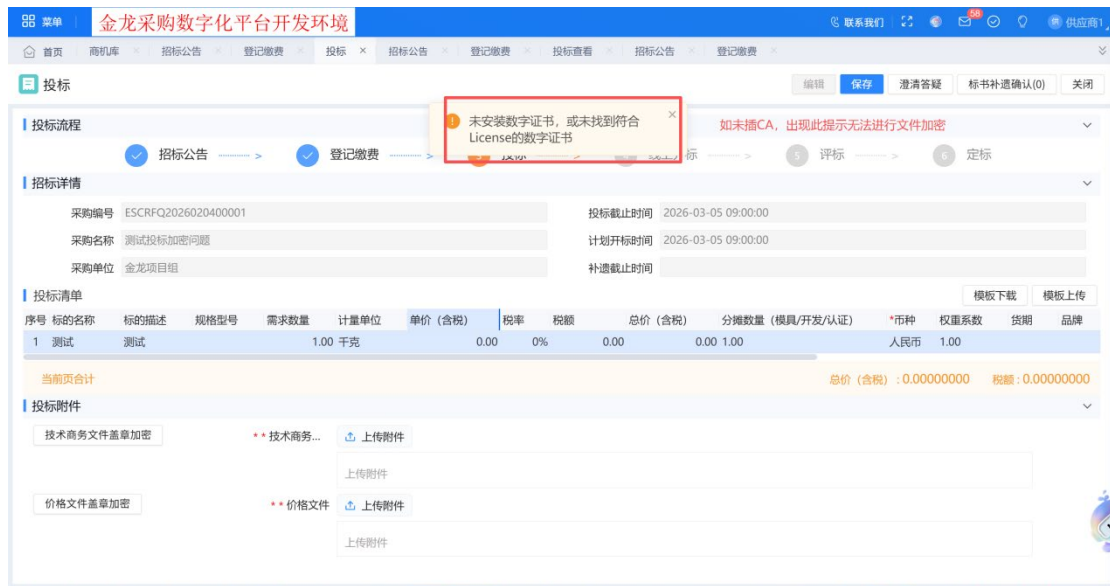 菜单 金龙采购数字化平台开发环境 联系我们 58 供应商1
首页 商机库 招标公告 登记缴费 投标 招标公告 登记缴费 投标查看 招标公告 登记缴费
投标 编辑 保存 澄清答疑 标书补遗确认(0) 关闭
未安装数字证书，或未找到符合
License的数字证书
投标流程 如未插CA，出现此提示无法进行文件加密
招标公告 登记缴费 投标 标 5 评标 6 定标
招标详情
采购编号 ESCRFQ2026020400001 投标截止时间 2026-03-05 09:00:00
采购名称 测试投标加密问题 计划开标时间 2026-03-05 09:00:00
采购单位 金龙项目组 补遗截止时间
投标清单 模板下载 模板上传
序号 标的名称 标的描述 规格型号 需求数量 计量单位 单价（含税） 税率 税额 总价（含税） 分摊数量（模具/开发/认证） *币种 权重系数 货期 品牌
1 测试 测试 1.00 千克 0.00 0% 0.00 0.00 1.00 人民币 1.00
当前页合计 总价（含税）: 0.00000000 税额: 0.00000000
投标附件
技术商务文件盖章加密 * * 技术商务... 上传附件
上传附件
价格文件盖章加密 * * 价格文件 上传附件
上传附件